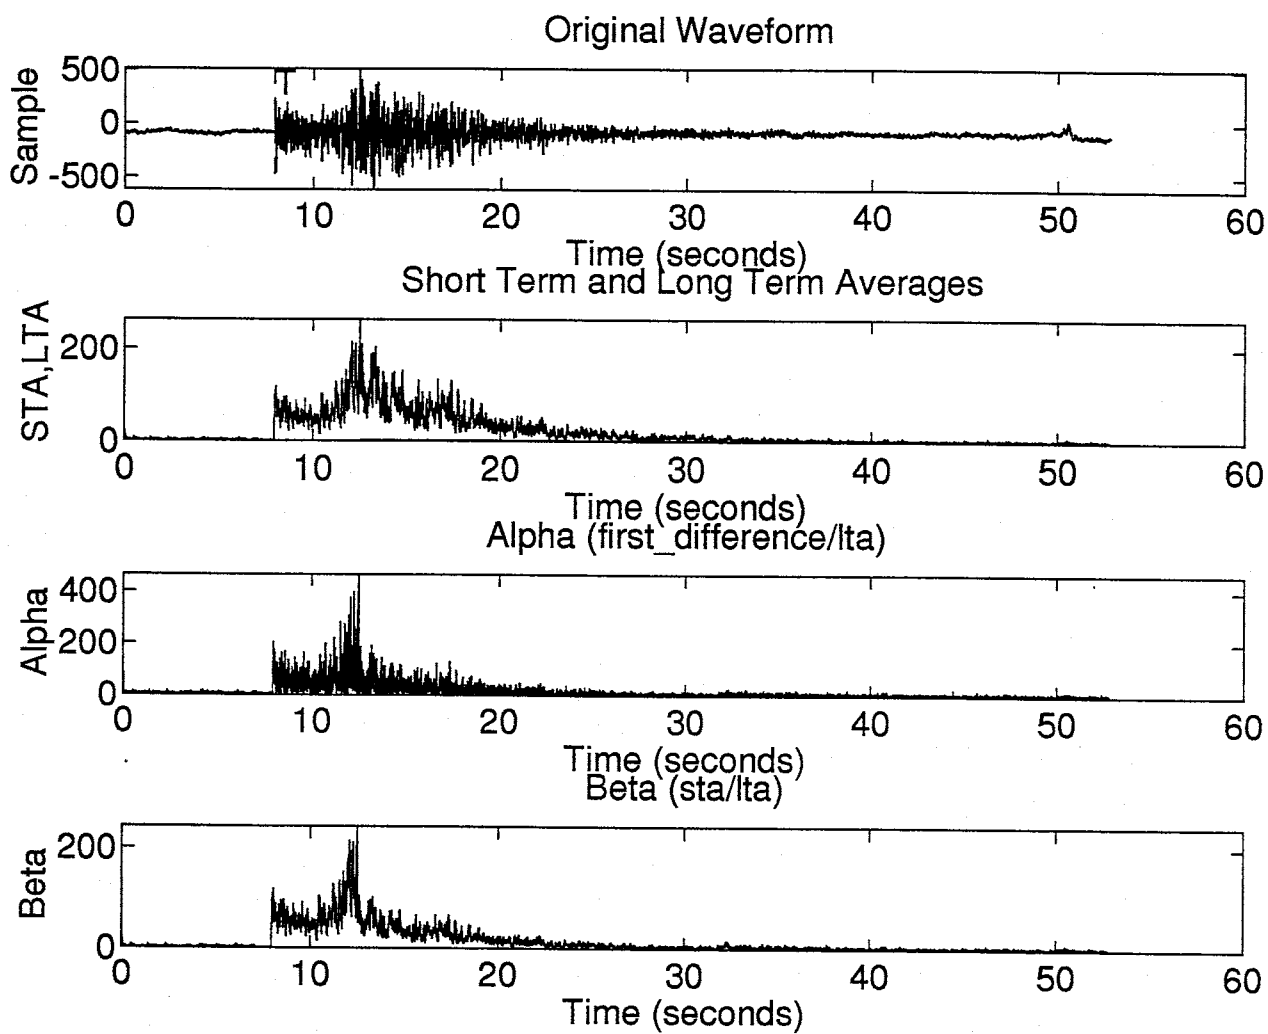 Original Waveform
500
0
-500
Sample
0 10 20 30 40 50 60
Time (seconds)
Short Term and Long Term Averages
200
0
STA,LTA
0 10 20 30 40 50 60
Time (seconds)
Alpha (first_difference/lta)
400
200
0
Alpha
0 10 20 30 40 50 60
Time (seconds)
Beta (sta/lta)
200
0
Beta
0 10 20 30 40 50 60
Time (seconds)